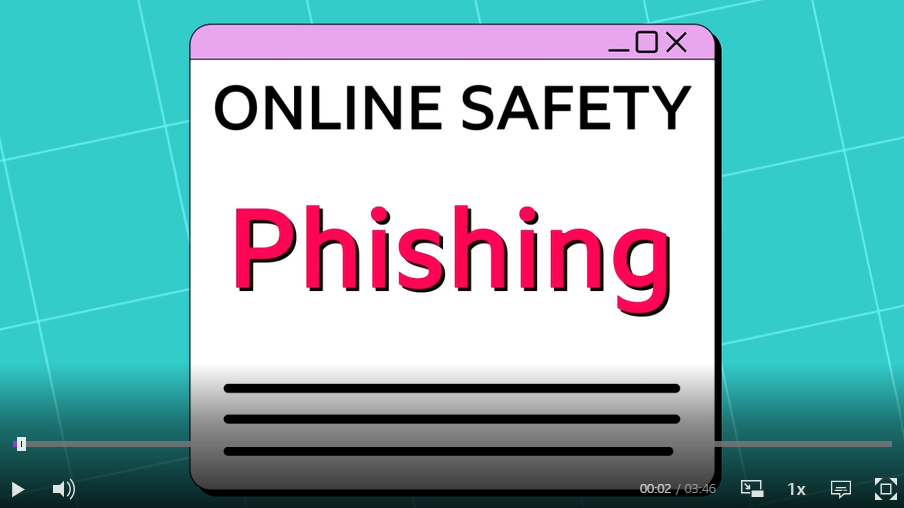 ONLINE SAFETY
Phishing
00:02 / 03:46
1x